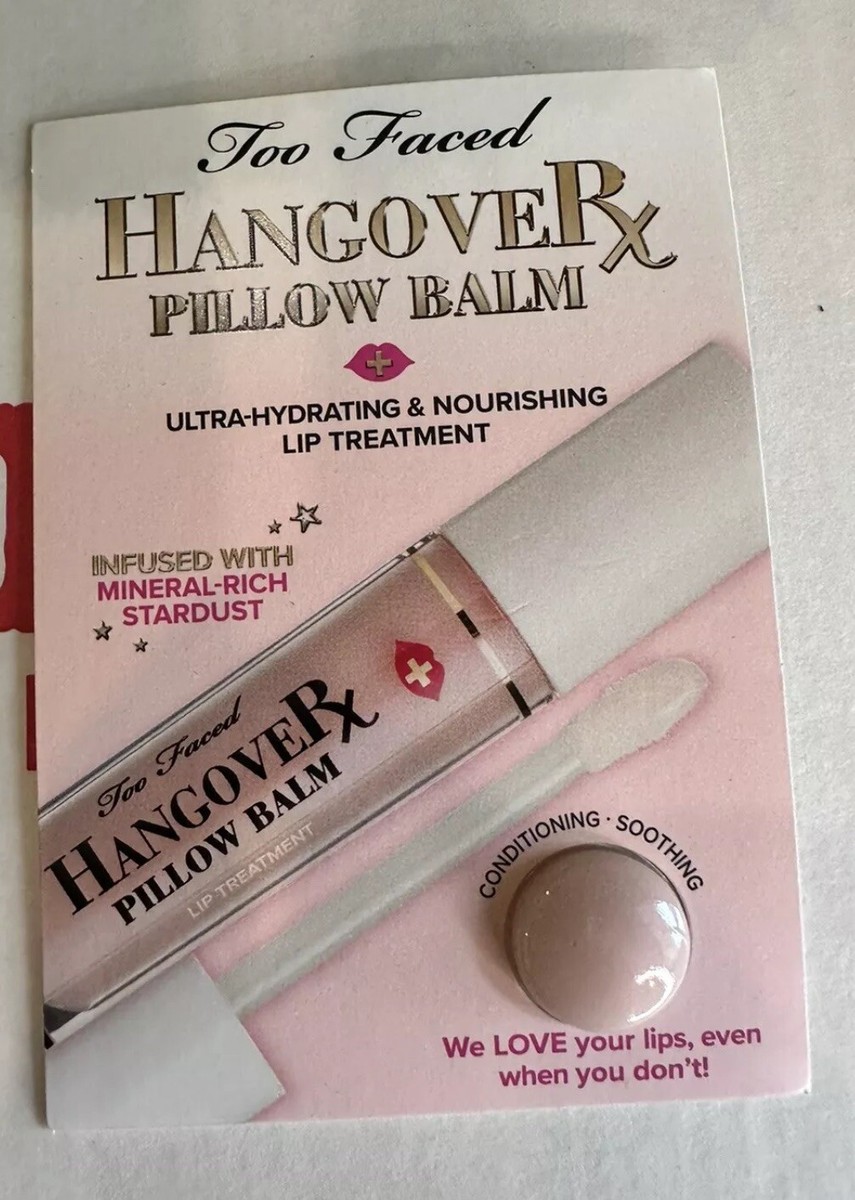 Too Faced
HANGOVERx
PILLOW BALM
ULTRA-HYDRATING & NOURISHING
LIP TREATMENT
INFUSED WITH
MINERAL-RICH
STARDUST
Too Faced
HANGOVERx
PILLOW BALM
LIP TREATMENT
CONDITIONING · SOOTHING
We LOVE your lips, even
when you don't!